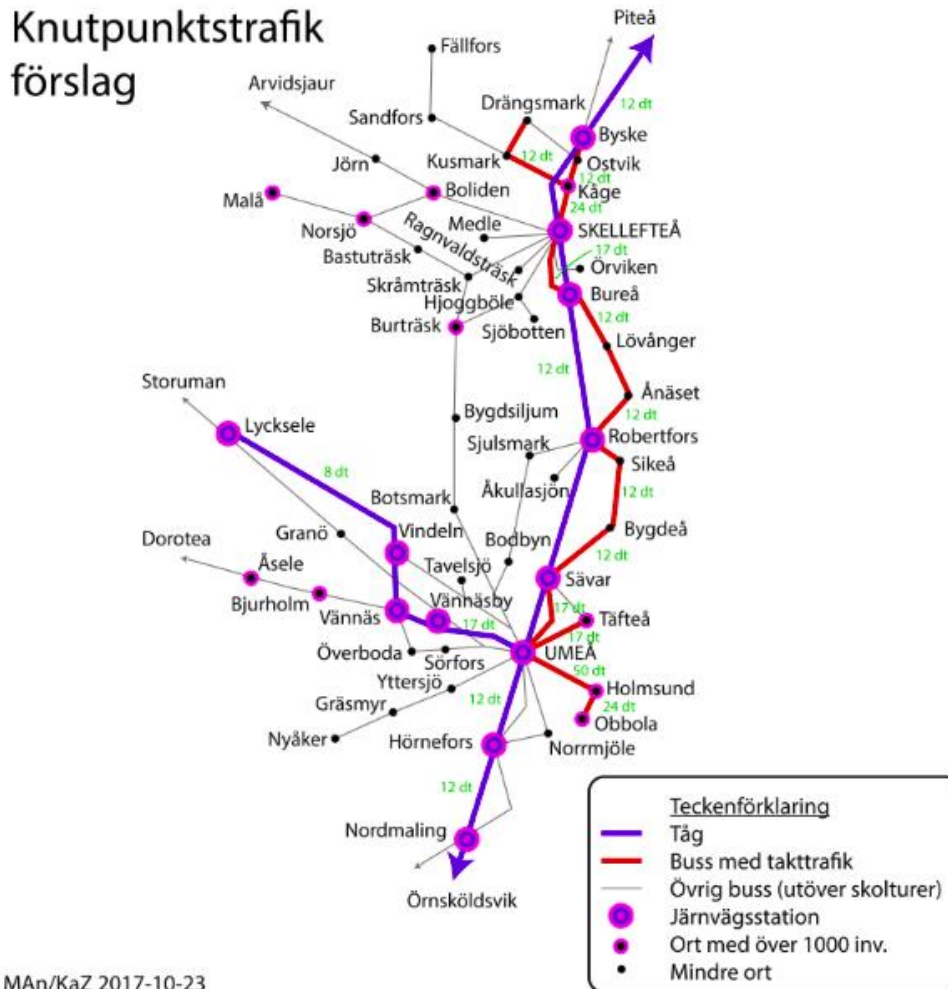 Knutpunktstrafik
förslag
Piteå
Fällfors
Arvidsjaur
Drängsmark
12 dt
Sandfors
Byske
Kusmark
12 dt
Ostvik
Jörn
12 dt
Kåge
Malå
Boliden
24 dt
Norsjö
Medle
SKELLEFTEÅ
Ragnvaldsträsk
17 dt
Bastuträsk
Örviken
Skråmträsk
Hjoggböle
Bureå
Burträsk
Sjöbotten
12 dt
Lövånger
12 dt
Storuman
Ånäset
Bygdsiljum
12 dt
Lycksele
Sjulsmark
Robertfors
Sikeå
8 dt
Åkullasjön
12 dt
Botsmark
Granö
Vindeln
Bygdeå
Dorotea
Bodbyn
12 dt
Åsele
Tavelsjö
Sävar
Bjurholm
Vännäsby
Vännäs
17 dt
17 dt
Täfteå
17 dt
Överboda
Sörfors
UMEÅ
50 dt
Yttersjö
12 dt
Holmsund
24 dt
Gräsmyr
Obbola
Nyåker
Hörnefors
Norrmjöle
12 dt
Nordmaling
Örnsköldsvik
Teckenförklaring
Tåg
Buss med takttrafik
Övrig buss (utöver skolturer)
Järnvägsstation
Ort med över 1000 inv.
Mindre ort
MAn/KaZ 2017-10-23